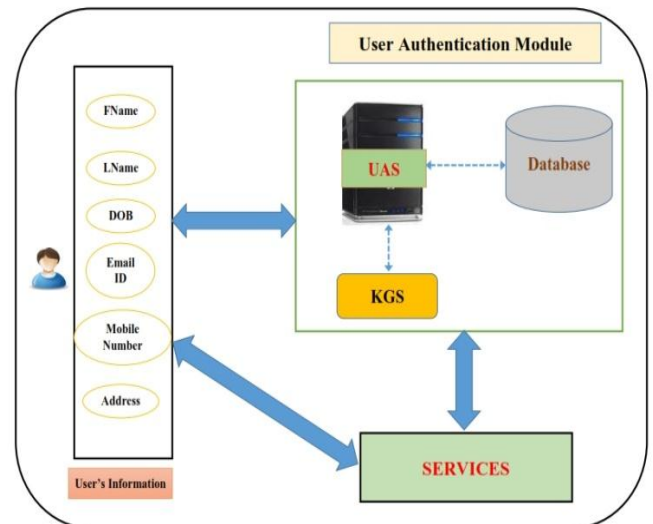 User Authentication Module
FName
LName
DOB
Email
ID
Mobile
Number
Address
User's Information
UAS
Database
KGS
SERVICES